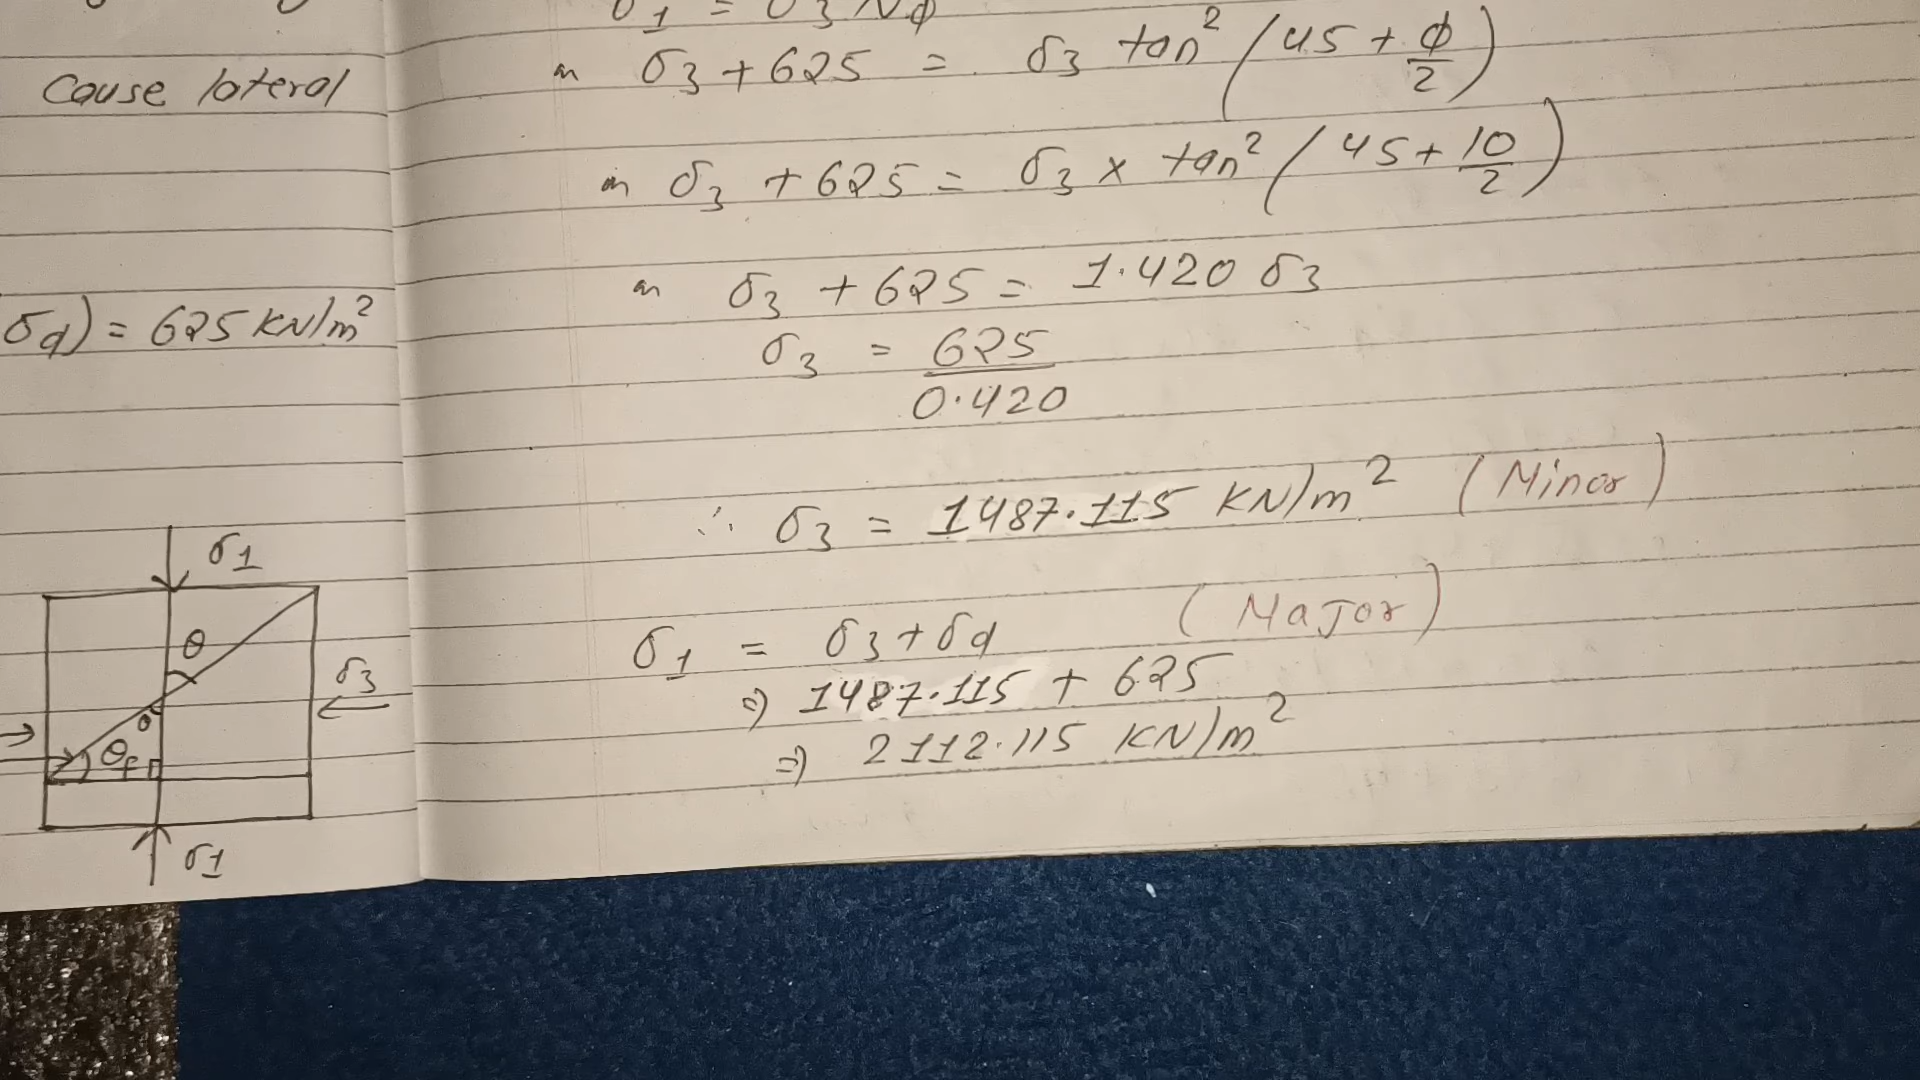 Cause lateral
σd) = 625 KN/m²
σ1
θ
σ3
θ
θf
σ1
σ1 = σ3 Nφ
σ3 + 625 = σ3 tan² (45 + φ/2)
σ3 + 625 = σ3 × tan² (45 + 10/2)
σ3 + 625 = 1.420 σ3
σ3 = 625/0.420
∴ σ3 = 1487.115 KN/m² (Minor)
σ1 = σ3 + σd (Major)
⇒ 1487.115 + 625
⇒ 2112.115 KN/m²